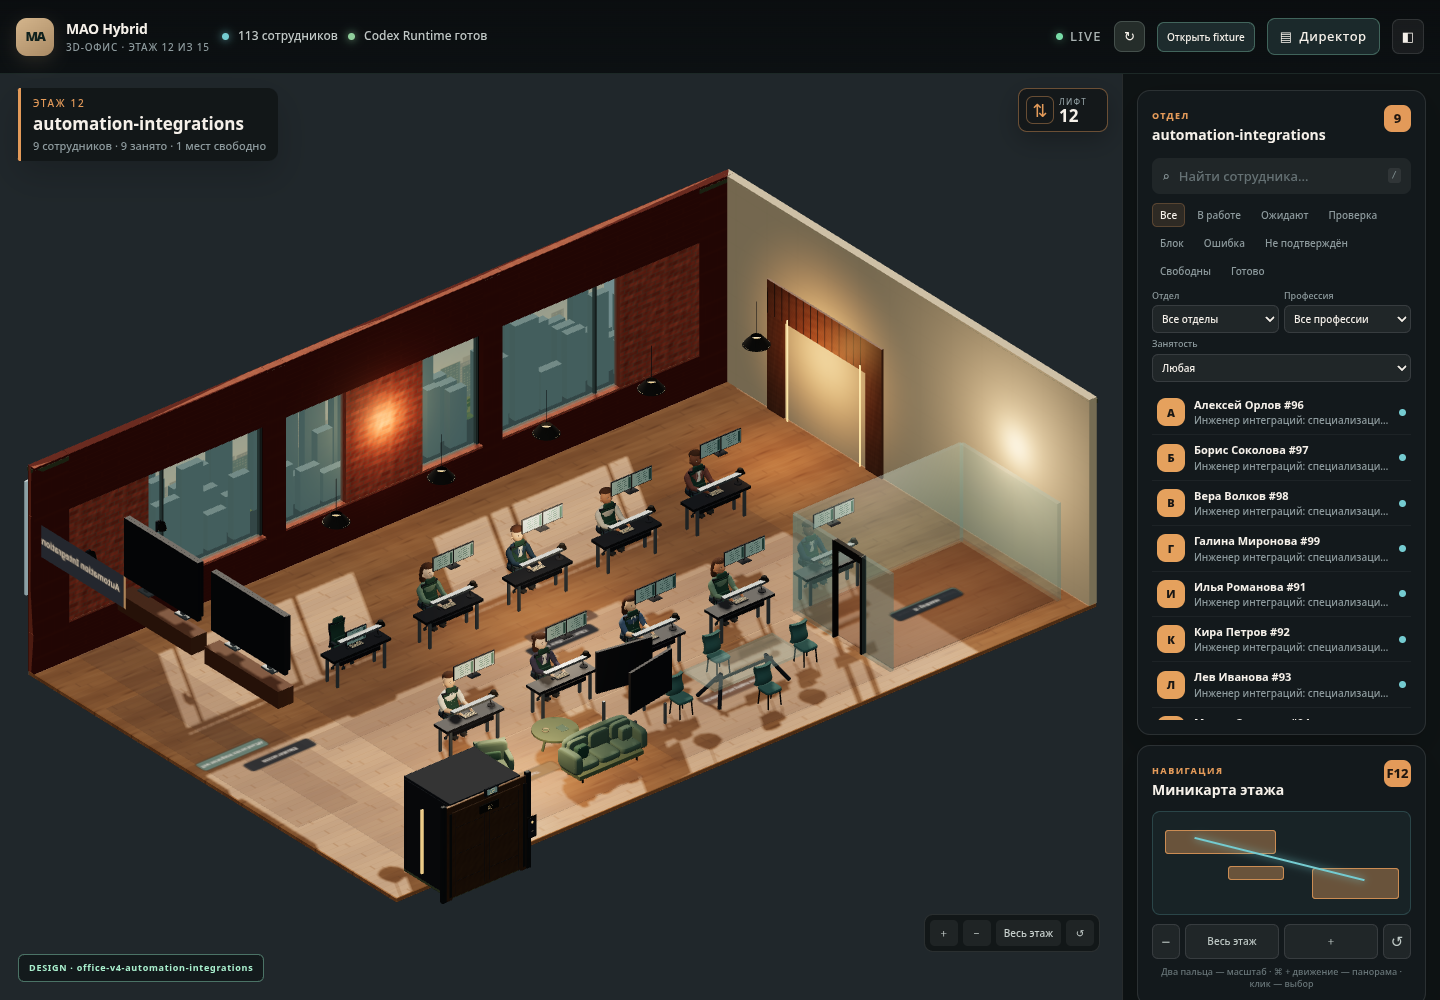 MA
MAO Hybrid
3D-ОФИС · ЭТАЖ 12 ИЗ 15
113 сотрудников
Codex Runtime готов
LIVE
↻
Открыть fixture
Директор
ЭТАЖ 12
automation-integrations
9 сотрудников · 9 занято · 1 мест свободно
ЛИФТ
12
Automation Integration
ОТДЕЛ
automation-integrations
9
Найти сотрудника...
/
Все
В работе
Ожидают
Проверка
Блок
Ошибка
Не подтверждён
Свободны
Готово
Отдел
Профессия
Все отделы
Все профессии
Занятость
Любая
А
Алексей Орлов #96
Инженер интеграций: специализаци...
Б
Борис Соколова #97
Инженер интеграций: специализаци...
В
Вера Волков #98
Инженер интеграций: специализаци...
Г
Галина Миронова #99
Инженер интеграций: специализаци...
И
Илья Романова #91
Инженер интеграций: специализаци...
К
Кира Петров #92
Инженер интеграций: специализаци...
Л
Лев Иванова #93
Инженер интеграций: специализаци...
НАВИГАЦИЯ
Миникарта этажа
F12
− Весь этаж + ↺
Два пальца — масштаб · ⌘ + движение — панорама ·
клик — выбор
+ − Весь этаж ↺
DESIGN · office-v4-automation-integrations